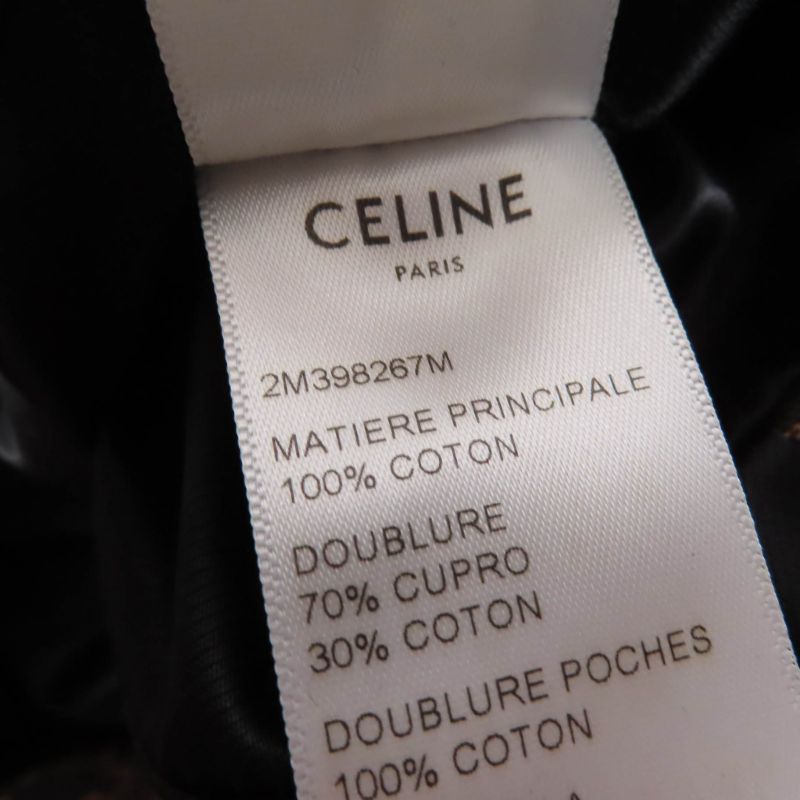 CELINE
PARIS
2M398267M
MATIERE PRINCIPALE
100% COTON
DOUBLURE
70% CUPRO
30% COTON
DOUBLURE POCHES
100% COTON